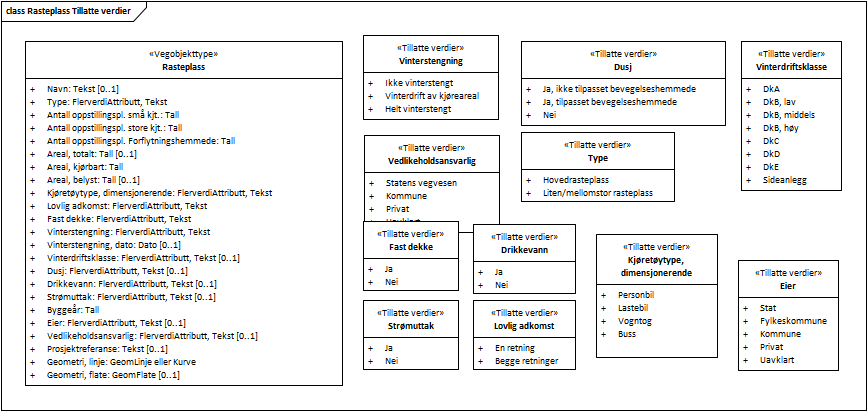 class Rasteplass Tillatte verdier
«Vegobjekttype»
Rasteplass
+ Navn: Tekst [0..1]
+ Type: FlerverdiAttributt, Tekst
+ Antall oppstillingspl. små kjt.: Tall
+ Antall oppstillingspl. store kjt.: Tall
+ Antall oppstillingspl. Forflytningshemmede: Tall
+ Areal, totalt: Tall [0..1]
+ Areal, kjørbart: Tall
+ Areal, belyst: Tall [0..1]
+ Kjøretøytype, dimensjonerende: FlerverdiAttributt, Tekst
+ Lovlig adkomst: FlerverdiAttributt, Tekst
+ Fast dekke: FlerverdiAttributt, Tekst
+ Vinterstengning: FlerverdiAttributt, Tekst
+ Vinterstengning, dato: Dato [0..1]
+ Vinterdriftsklasse: FlerverdiAttributt, Tekst [0..1]
+ Dusj: FlerverdiAttributt, Tekst [0..1]
+ Drikkevann: FlerverdiAttributt, Tekst [0..1]
+ Strømuttak: FlerverdiAttributt, Tekst [0..1]
+ Byggeår: Tall
+ Eier: FlerverdiAttributt, Tekst [0..1]
+ Vedlikeholdsansvarlig: FlerverdiAttributt, Tekst [0..1]
+ Prosjektreferanse: Tekst [0..1]
+ Geometri, linje: GeomLinje eller Kurve
+ Geometri, flate: GeomFlate [0..1]
«Tillatte verdier»
Vinterstengning
+ Ikke vinterstengt
+ Vinterdrift av kjøreareal
+ Helt vinterstengt
«Tillatte verdier»
Dusj
+ Ja, ikke tilpasset bevegelseshemmede
+ Ja, tilpasset bevegelseshemmede
+ Nei
«Tillatte verdier»
Vinterdriftsklasse
+ DkA
+ DkB, lav
+ DkB, middels
+ DkB, høy
+ DkC
+ DkD
+ DkE
+ Sideanlegg
«Tillatte verdier»
Vedlikeholdsansvarlig
+ Statens vegvesen
+ Kommune
+ Privat
«Tillatte verdier»
Type
+ Hovedrasteplass
+ Liten/mellomstor rasteplass
«Tillatte verdier»
Fast dekke
+ Ja
+ Nei
«Tillatte verdier»
Drikkevann
+ Ja
+ Nei
«Tillatte verdier»
Kjøretøytype,
dimensjonerende
+ Personbil
+ Lastebil
+ Vogntog
+ Buss
«Tillatte verdier»
Eier
+ Stat
+ Fylkeskommune
+ Kommune
+ Privat
+ Uavklart
«Tillatte verdier»
Strømuttak
+ Ja
+ Nei
«Tillatte verdier»
Lovlig adkomst
+ En retning
+ Begge retninger